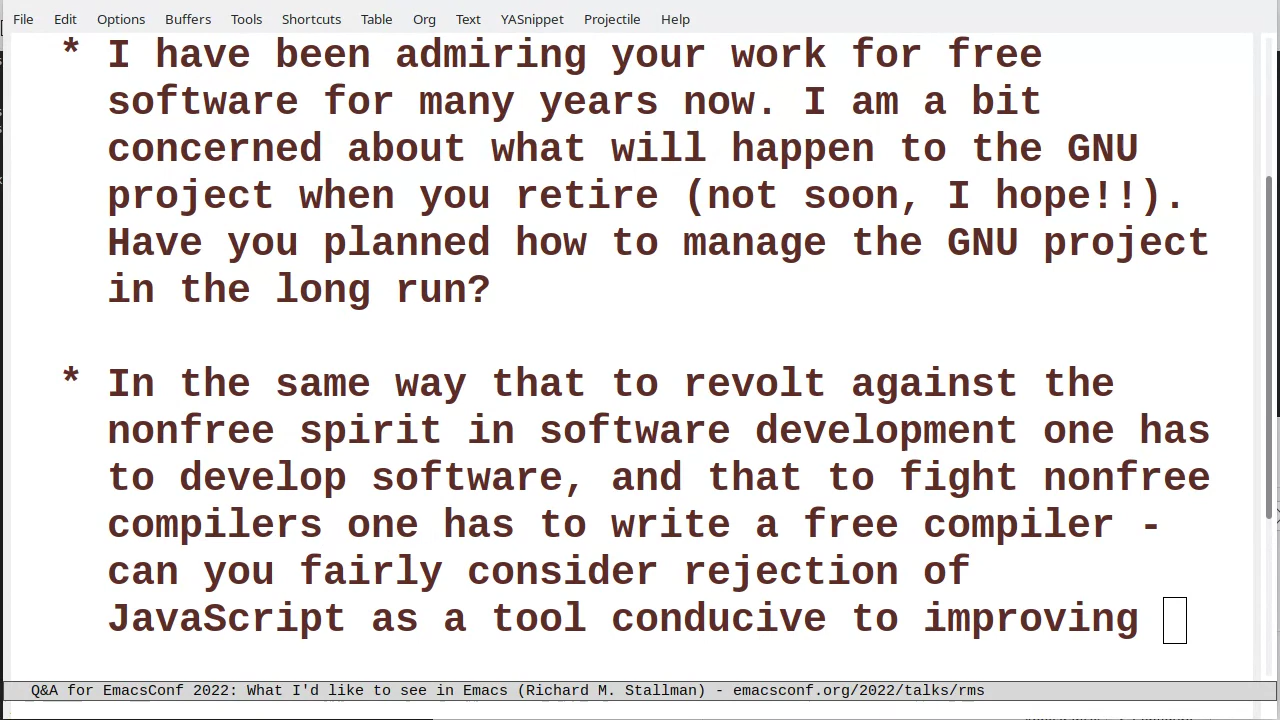 File Edit Options Buffers Tools Shortcuts Table Org Text YASnippet Projectile Help
* I have been admiring your work for free
software for many years now. I am a bit
concerned about what will happen to the GNU
project when you retire (not soon, I hope!!).
Have you planned how to manage the GNU project
in the long run?
* In the same way that to revolt against the
nonfree spirit in software development one has
to develop software, and that to fight nonfree
compilers one has to write a free compiler -
can you fairly consider rejection of
JavaScript as a tool conducive to improving
Q&A for EmacsConf 2022: What I'd like to see in Emacs (Richard M. Stallman) - emacsconf.org/2022/talks/rms